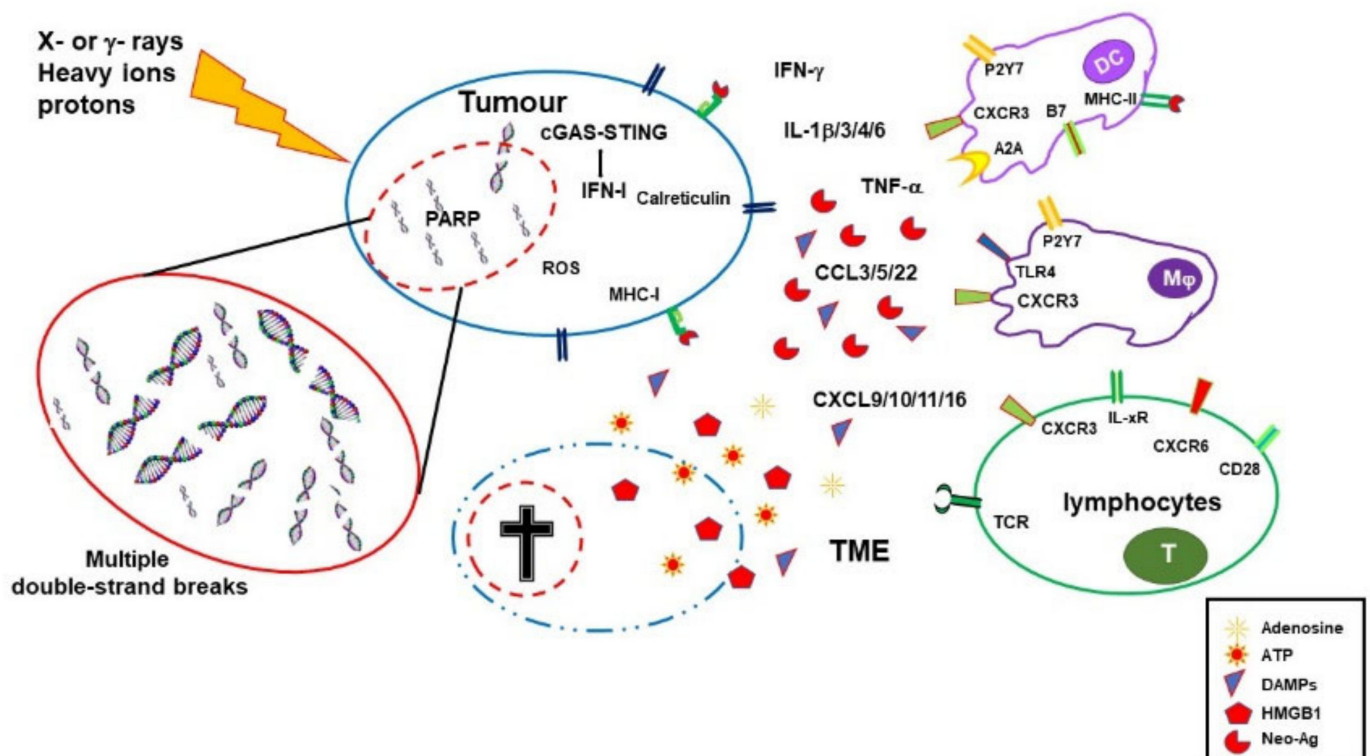 X- or γ- rays
Heavy ions
protons
Tumour
cGAS-STING
IFN-I
Calreticulin
PARP
ROS
MHC-I
Multiple
double-strand breaks
IFN-γ
IL-1β/3/4/6
TNF-α
CCL3/5/22
CXCL9/10/11/16
TME
P2Y7
DC
CXCR3
B7
MHC-II
A2A
P2Y7
TLR4
CXCR3
Mφ
CXCR3
IL-xR
CXCR6
CD28
TCR
lymphocytes
T
Adenosine
ATP
DAMPs
HMGB1
Neo-Ag